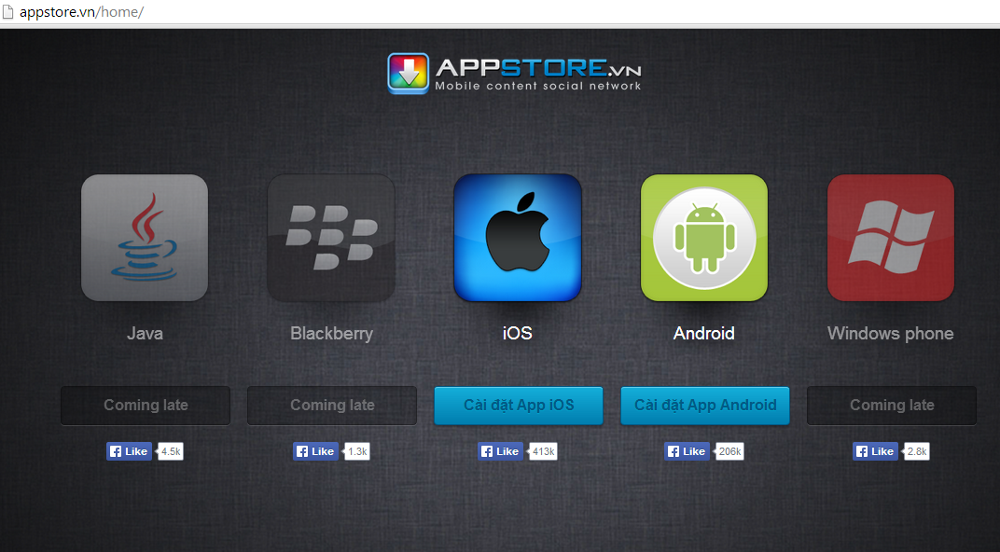 appstore.vn/home/
APPSTORE.VN
Mobile content social network
Java
Blackberry
iOS
Android
Windows phone
Coming late
Coming late
Cài đặt App iOS
Cài đặt App Android
Coming late
Like 4.5k
Like 1.3k
Like 413k
Like 206k
Like 2.8k